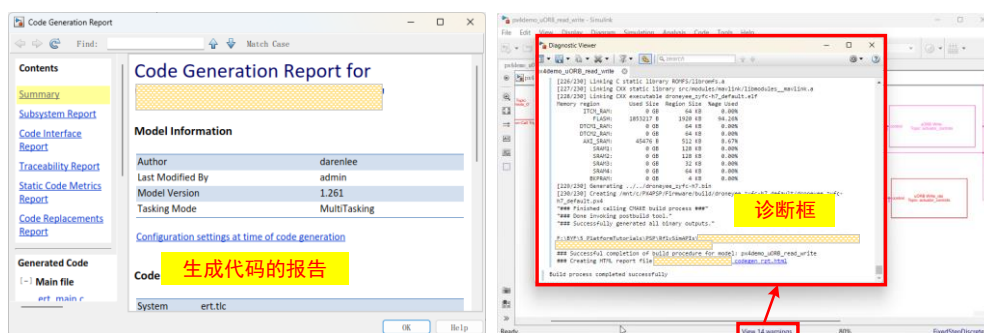 Code Generation Report
Find:
Match Case
Contents
Summary
Subsystem Report
Code Interface
Report
Traceability Report
Static Code Metrics
Report
Code Replacements
Report
Generated Code
[-] Main file
ert_main.c
Code Generation Report for
Model Information
Author darenlee
Last Modified By admin
Model Version 1.261
Tasking Mode MultiTasking
Configuration settings at time of code generation
Code
生成代码的报告
System ert.tlc
OK Help
px4demo_uORB_read_write - Simulink
File Edit View Display Diagram Simulation Analysis Code Tools Help
Diagnostic Viewer
Search
px4demo_uORB_read_write
[226/230] Linking C static library ROMFS/libromfs.a
[227/230] Linking CXX static library src/modules/mavlink/libmodules__mavlink.a
[228/230] Linking CXX executable droneyee_zyfc-h7_default.elf
Memory region Used Size Region Size %age Used
ITCM_RAM: 0 GB 64 KB 0.00%
FLASH: 1853217 B 1920 KB 94.26%
DTCM1_RAM: 0 GB 64 KB 0.00%
DTCM2_RAM: 0 GB 64 KB 0.00%
AXI_SRAM: 45476 B 512 KB 8.67%
SRAM1: 0 GB 128 KB 0.00%
SRAM2: 0 GB 128 KB 0.00%
SRAM3: 0 GB 32 KB 0.00%
SRAM4: 0 GB 64 KB 0.00%
BKPRAM: 0 GB 4 KB 0.00%
[229/230] Generating ../../droneyee_zyfc-h7.bin
[230/230] Creating /mnt/c/PX4PSP/Firmware/build/droneyee_zyfc-h7_default/droneyee_zyfc-
h7_default.px4
"### Finished calling CMAKE build process ###"
"### Done invoking postbuild tool."
"### Successfully generated all binary outputs."
诊断框
### Successful completion of build procedure for model: px4demo_uORB_read_write
### Creating HTML report file codegen_rpt.html
Build process completed successfully
Ready
View 14 warnings
80%
FixedStepDiscrete